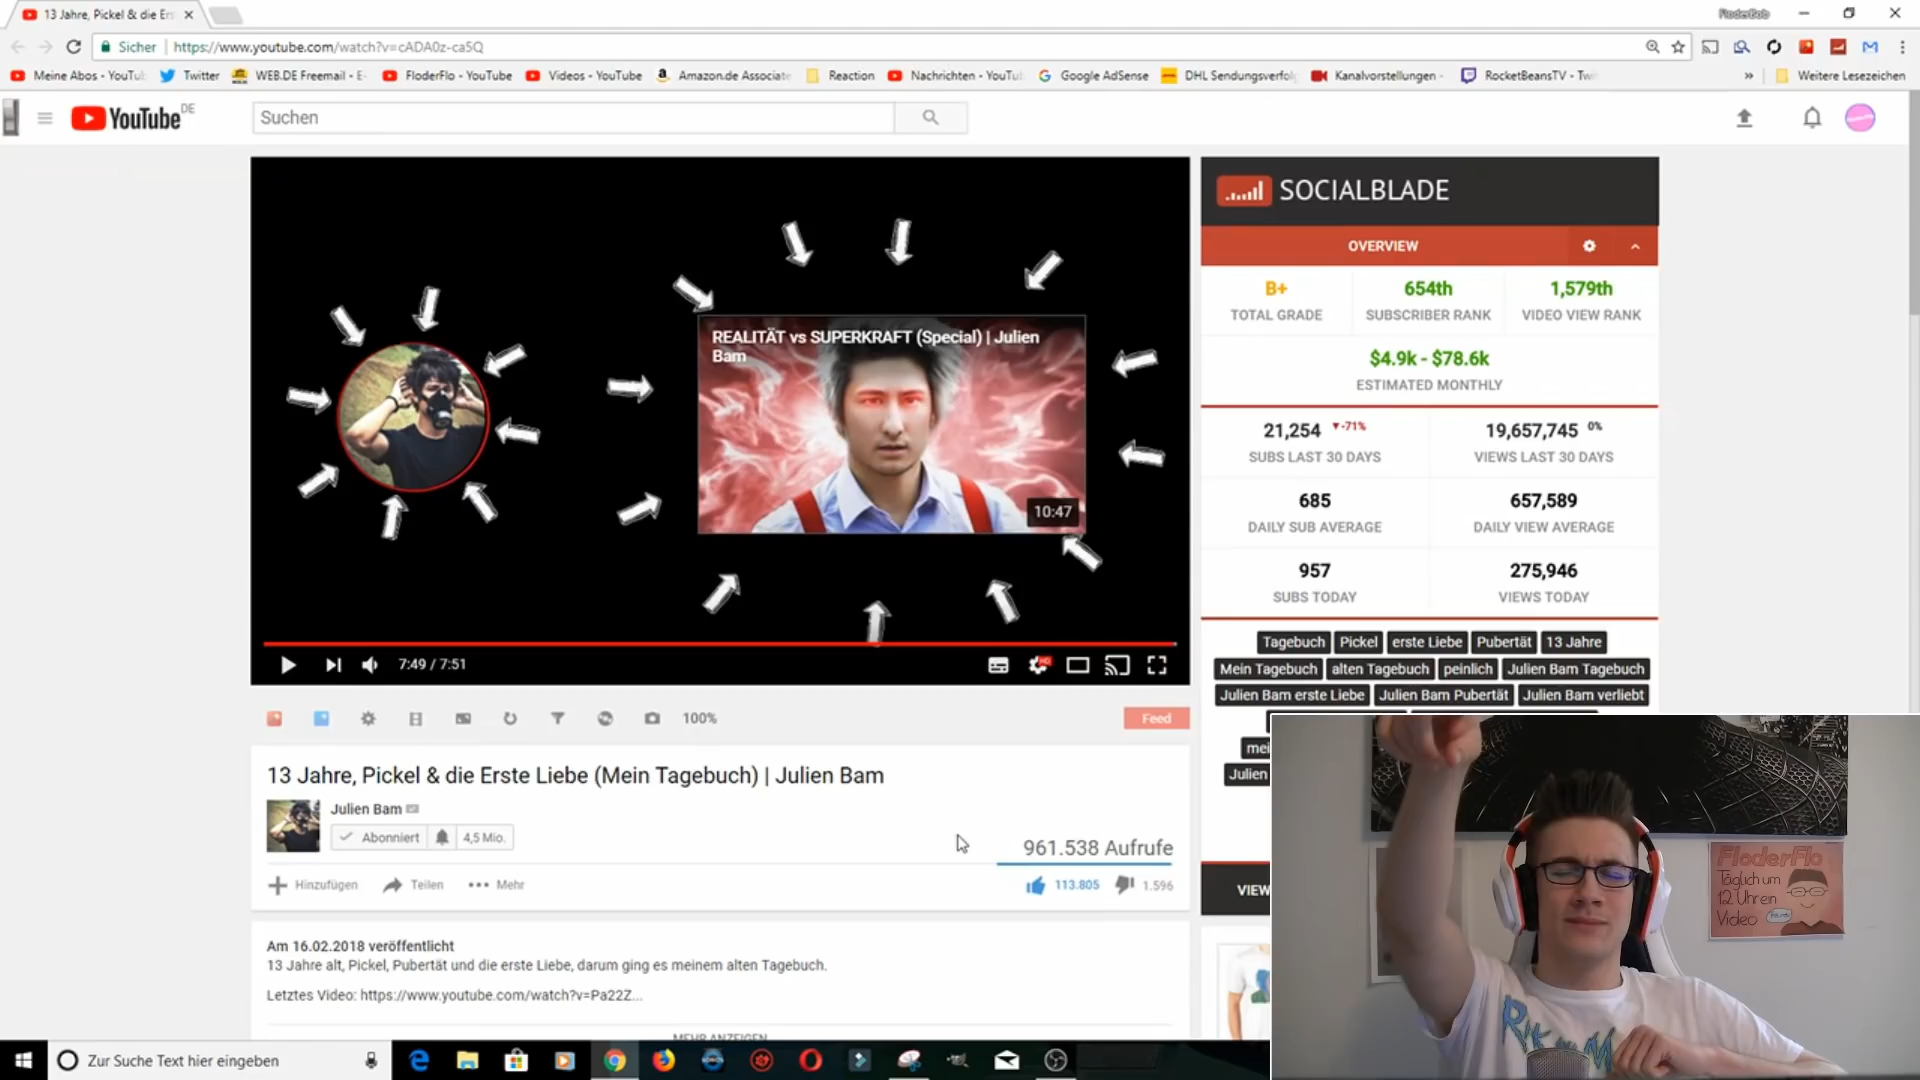 13 Jahre, Pickel & die Er
FloderBob
Sicher
https://www.youtube.com/watch?v=cADA0z-ca5Q
Meine Abos - YouTu
Twitter
WEB.DE Freemail - E-
FloderFlo - YouTube
Videos - YouTube
Amazon.de Associate
Reaction
Nachrichten - YouTu
Google AdSense
DHL Sendungsverfol
Kanalvorstellungen -
RocketBeansTV - Twi
»
Weitere Lesezeichen
YouTube DE
Suchen
SOCIALBLADE
OVERVIEW
B+
TOTAL GRADE
654th
SUBSCRIBER RANK
1,579th
VIDEO VIEW RANK
$4.9k - $78.6k
ESTIMATED MONTHLY
21,254 -71%
SUBS LAST 30 DAYS
19,657,745 0%
VIEWS LAST 30 DAYS
685
DAILY SUB AVERAGE
657,589
DAILY VIEW AVERAGE
957
SUBS TODAY
275,946
VIEWS TODAY
Tagebuch Pickel erste Liebe Pubertät 13 Jahre
Mein Tagebuch alten Tagebuch peinlich Julien Bam Tagebuch
Julien Bam erste Liebe Julien Bam Pubertät Julien Bam verliebt
mei
Julien
VIEW
REALITÄT vs SUPERKRAFT (Special) | Julien
Bam
10:47
7:49 / 7:51
HD
100%
Feed
13 Jahre, Pickel & die Erste Liebe (Mein Tagebuch) | Julien Bam
Julien Bam
Abonniert
4,5 Mio.
961.538 Aufrufe
Hinzufügen
Teilen
Mehr
113.805
1.596
Am 16.02.2018 veröffentlicht
13 Jahre alt, Pickel, Pubertät und die erste Liebe, darum ging es meinem alten Tagebuch.
Letztes Video: https://www.youtube.com/watch?v=Pa22Z...
MEHR ANZEIGEN
FloderFlo
Täglich um
12 Uhr en
Video
Zur Suche Text hier eingeben